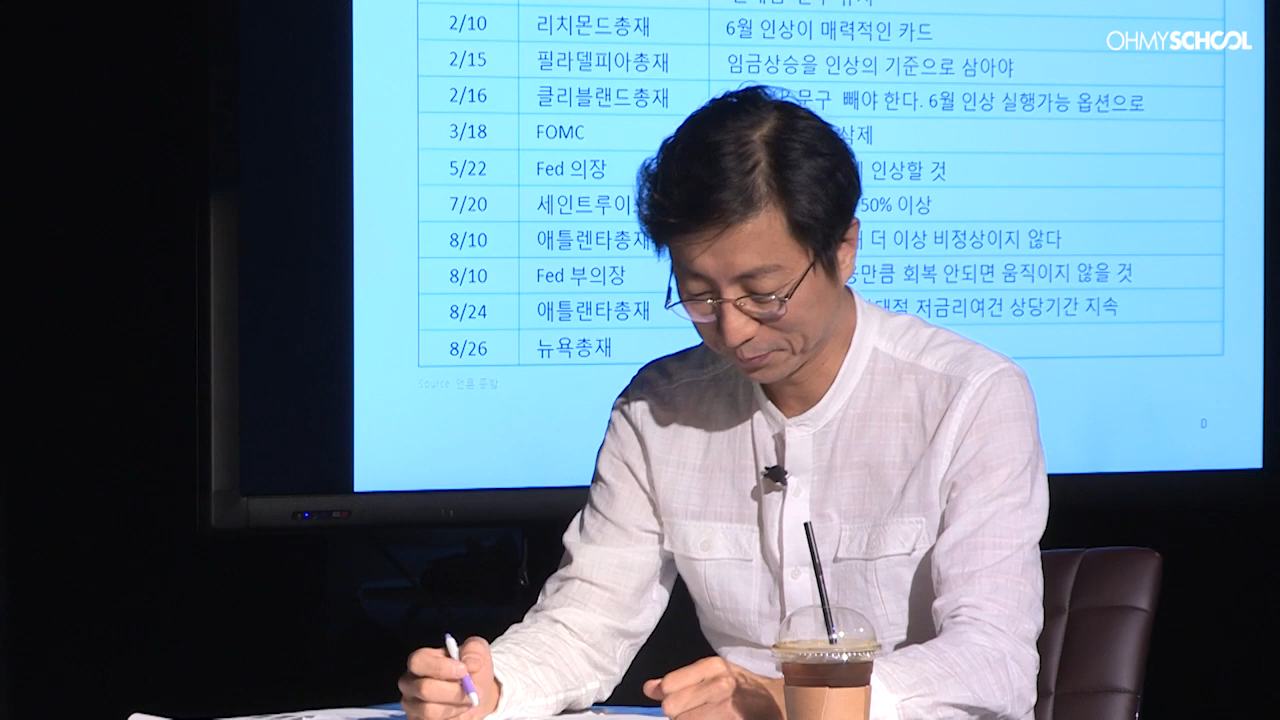 OHMYSCHOOL
2/10 리치몬드총재 6월 인상이 매력적인 카드
2/15 필라델피아총재 임금상승을 인상의 기준으로 삼아야
2/16 클리블랜드총재 문구 빼야 한다. 6월 인상 실행가능 옵션으로
3/18 FOMC 삭제
5/22 Fed 의장 인상할 것
7/20 세인트루이 50% 이상
8/10 애틀렌타총재 더 이상 비정상이지 않다
8/10 Fed 부의장 만큼 회복 안되면 움직이지 않을 것
8/24 애틀랜타총재 저금리여건 상당기간 지속
8/26 뉴욕총재
Source: 언론 종합
0